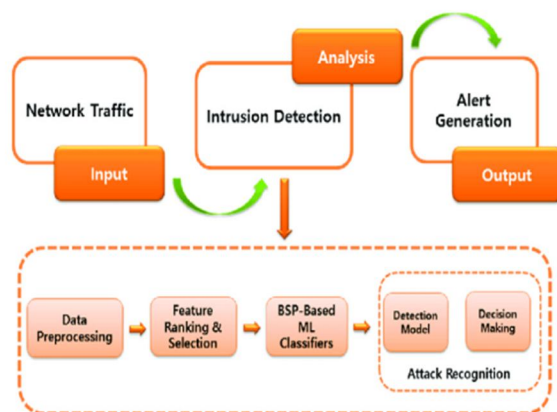 Network Traffic
Input
Intrusion Detection
Analysis
Alert
Generation
Output
Data
Preprocessing
Feature
Ranking &
Selection
BSP-Based
ML
Classifiers
Detection
Model
Decision
Making
Attack Recognition